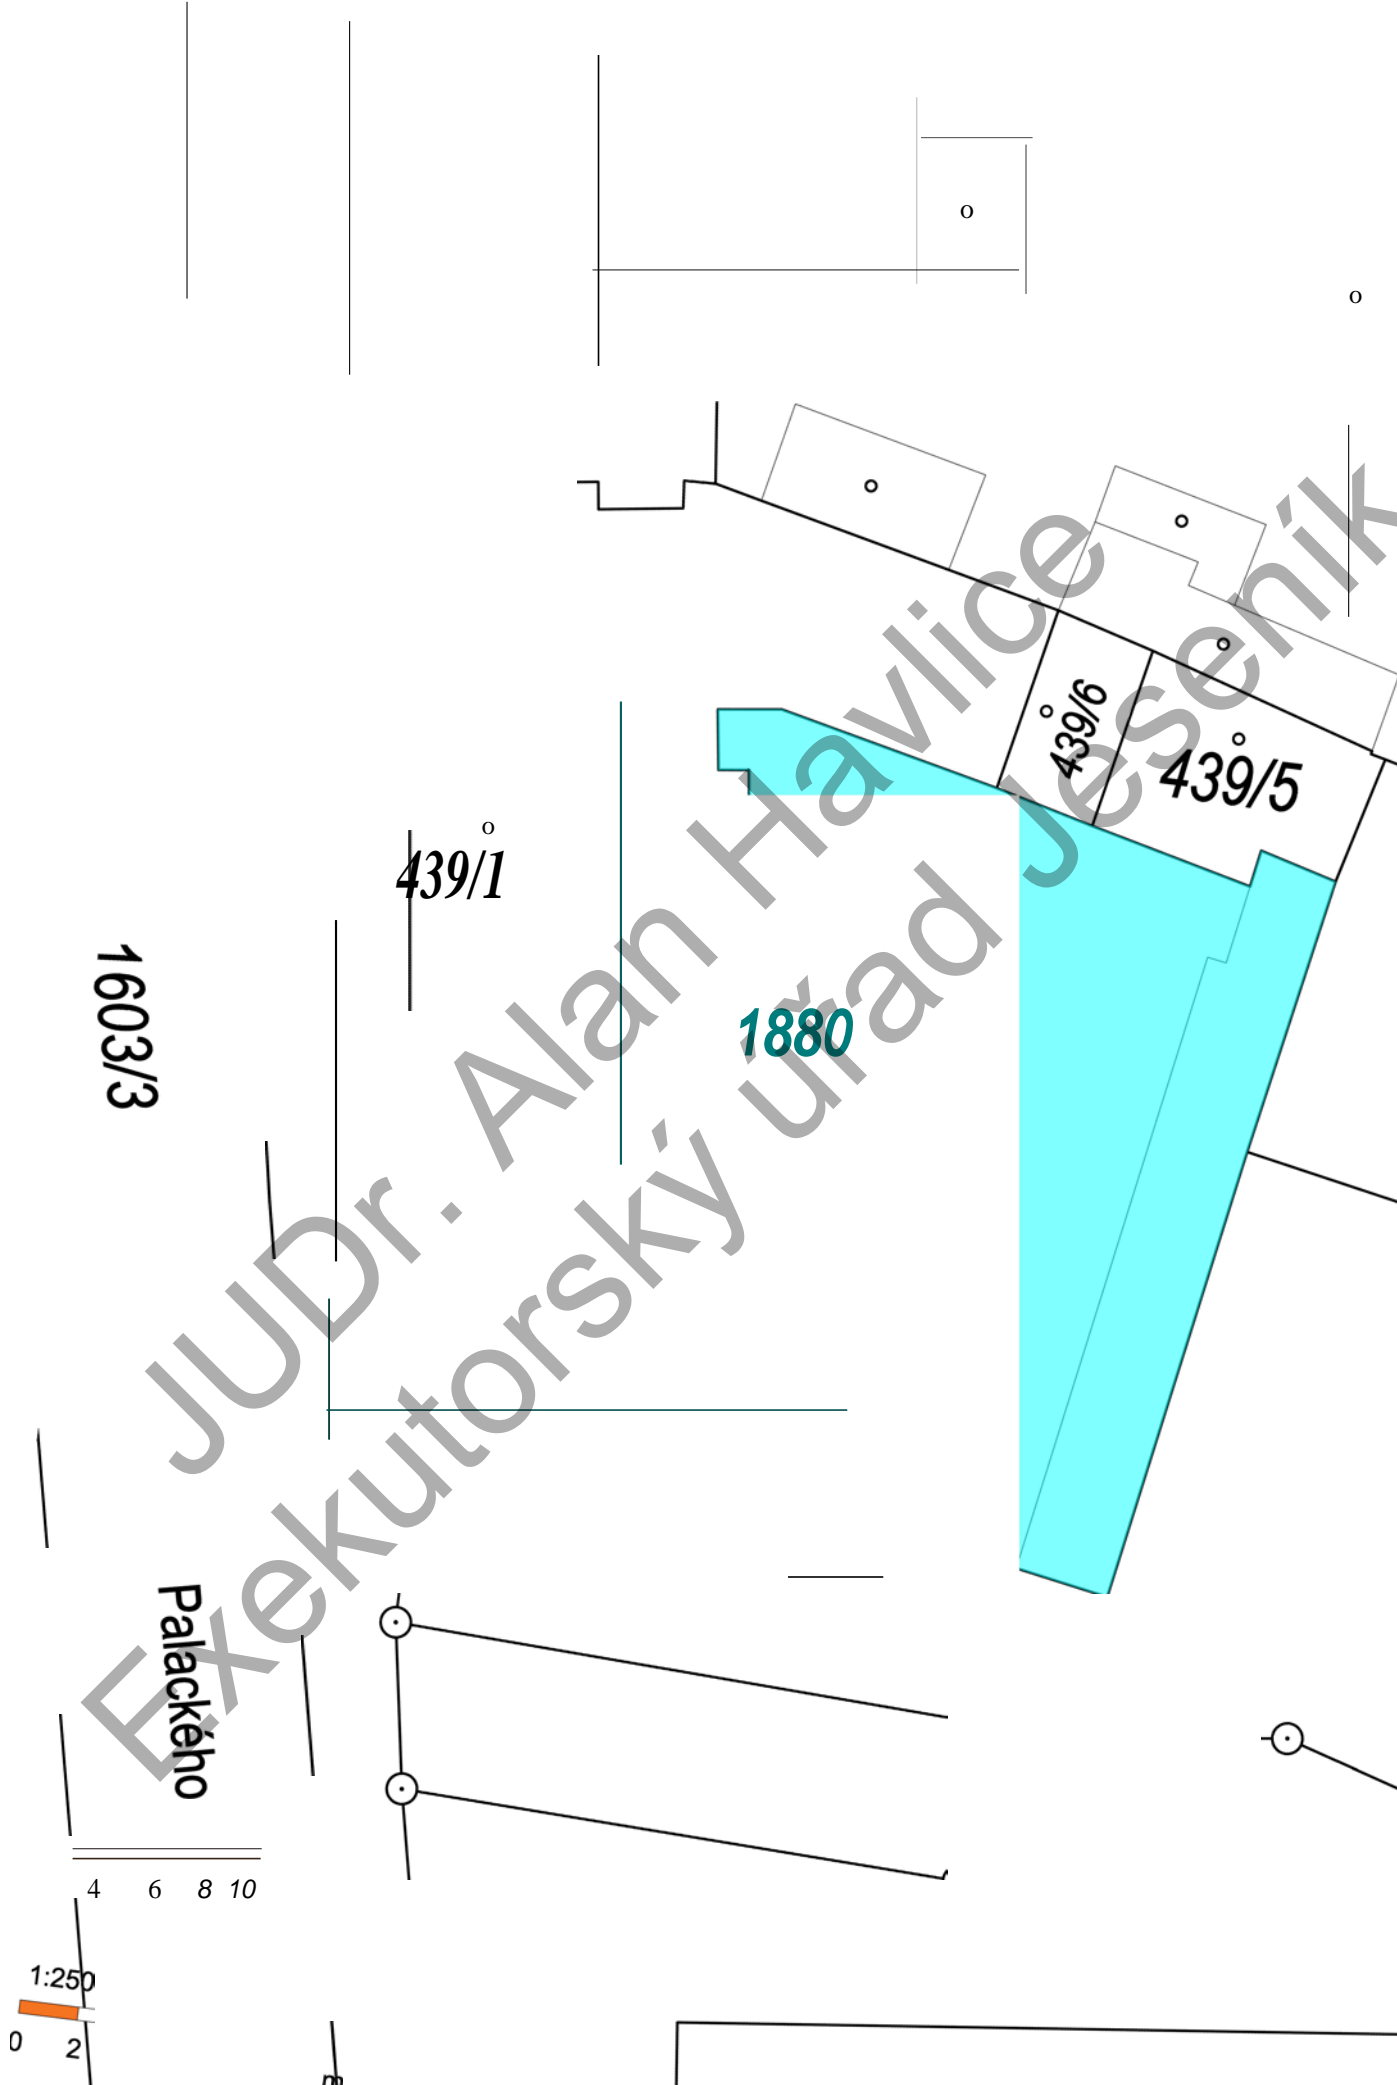 o
o
439/6
439/5
o
439/1
1603/3
1880
JUDr. Alan Havlice
Exekutorský úřad Jeseník
Palackého
4 6 8 10
1:250
0 2
m